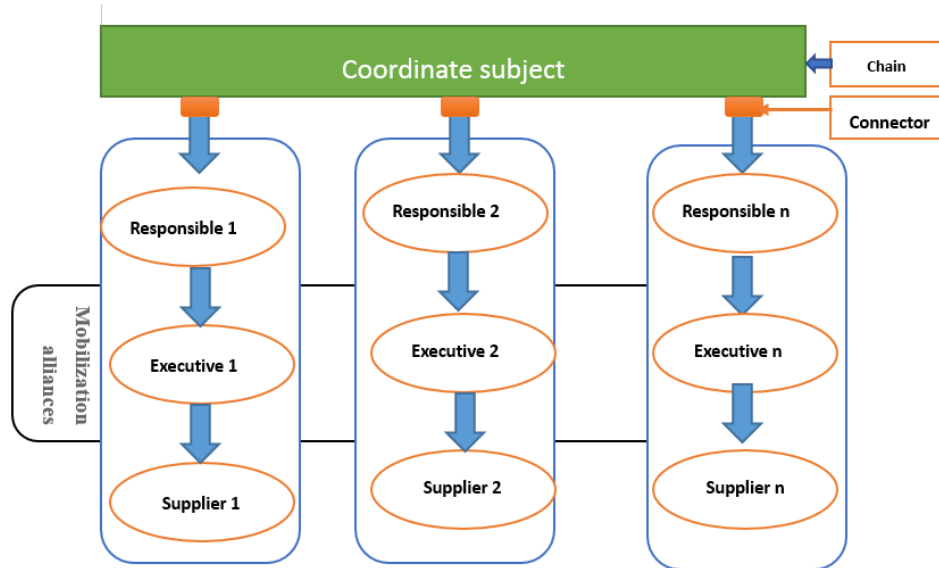 Coordinate subject
Chain
Connector
Responsible 1
Responsible 2
Responsible n
Mobilization
alliances
Executive 1
Executive 2
Executive n
Supplier 1
Supplier 2
Supplier n